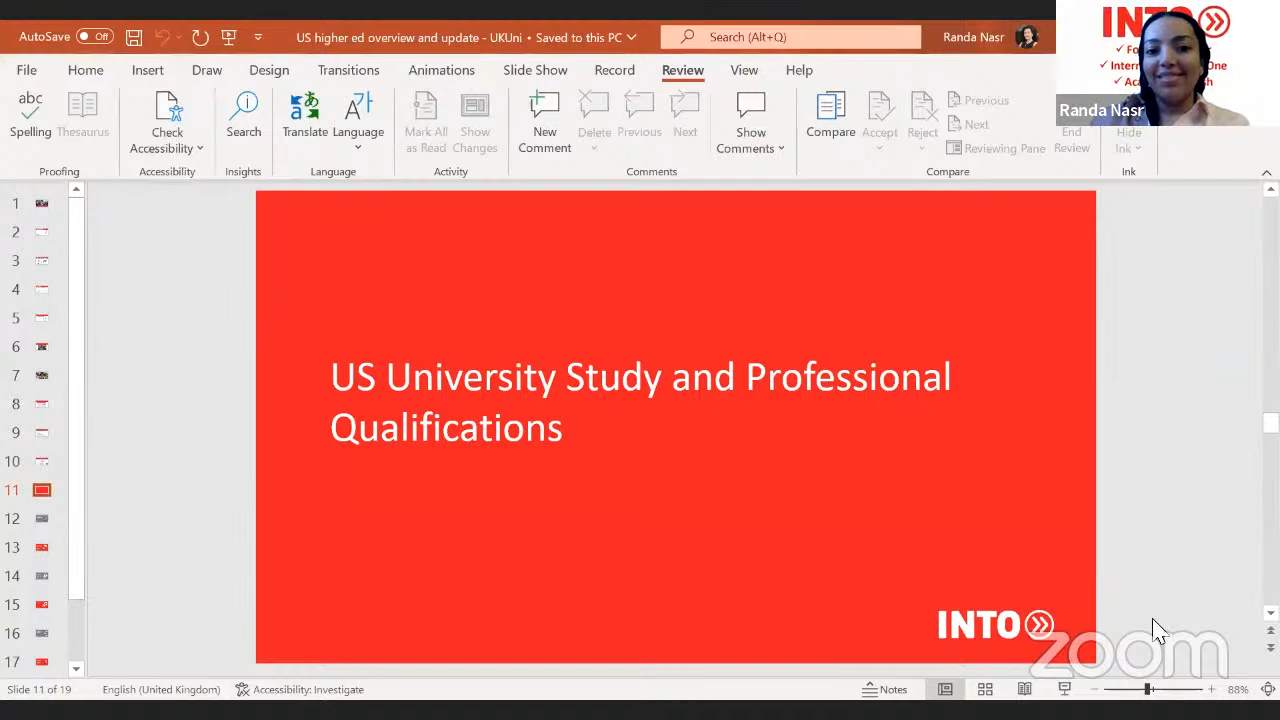 AutoSave Off
US higher ed overview and update - UKUni • Saved to this PC
Search (Alt+Q)
Randa Nasr
File Home Insert Draw Design Transitions Animations Slide Show Record Review View Help
abc
Spelling
Thesaurus
Check
Accessibility
Search
Translate
Language
Mark All
as Read
Show
Changes
New
Comment
Delete
Previous
Next
Show
Comments
Compare
Accept
Reject
Previous
Next
Reviewing Pane
End
Review
Hide
Ink
Proofing Accessibility Insights Language Activity Comments Compare Ink
INTO
Randa Nasr
1
2
3
4
5
6
7
8
9
10
11
12
13
14
15
16
17
US University Study and Professional
Qualifications
INTO
zoom
Slide 11 of 19 English (United Kingdom) Accessibility: Investigate Notes 88%